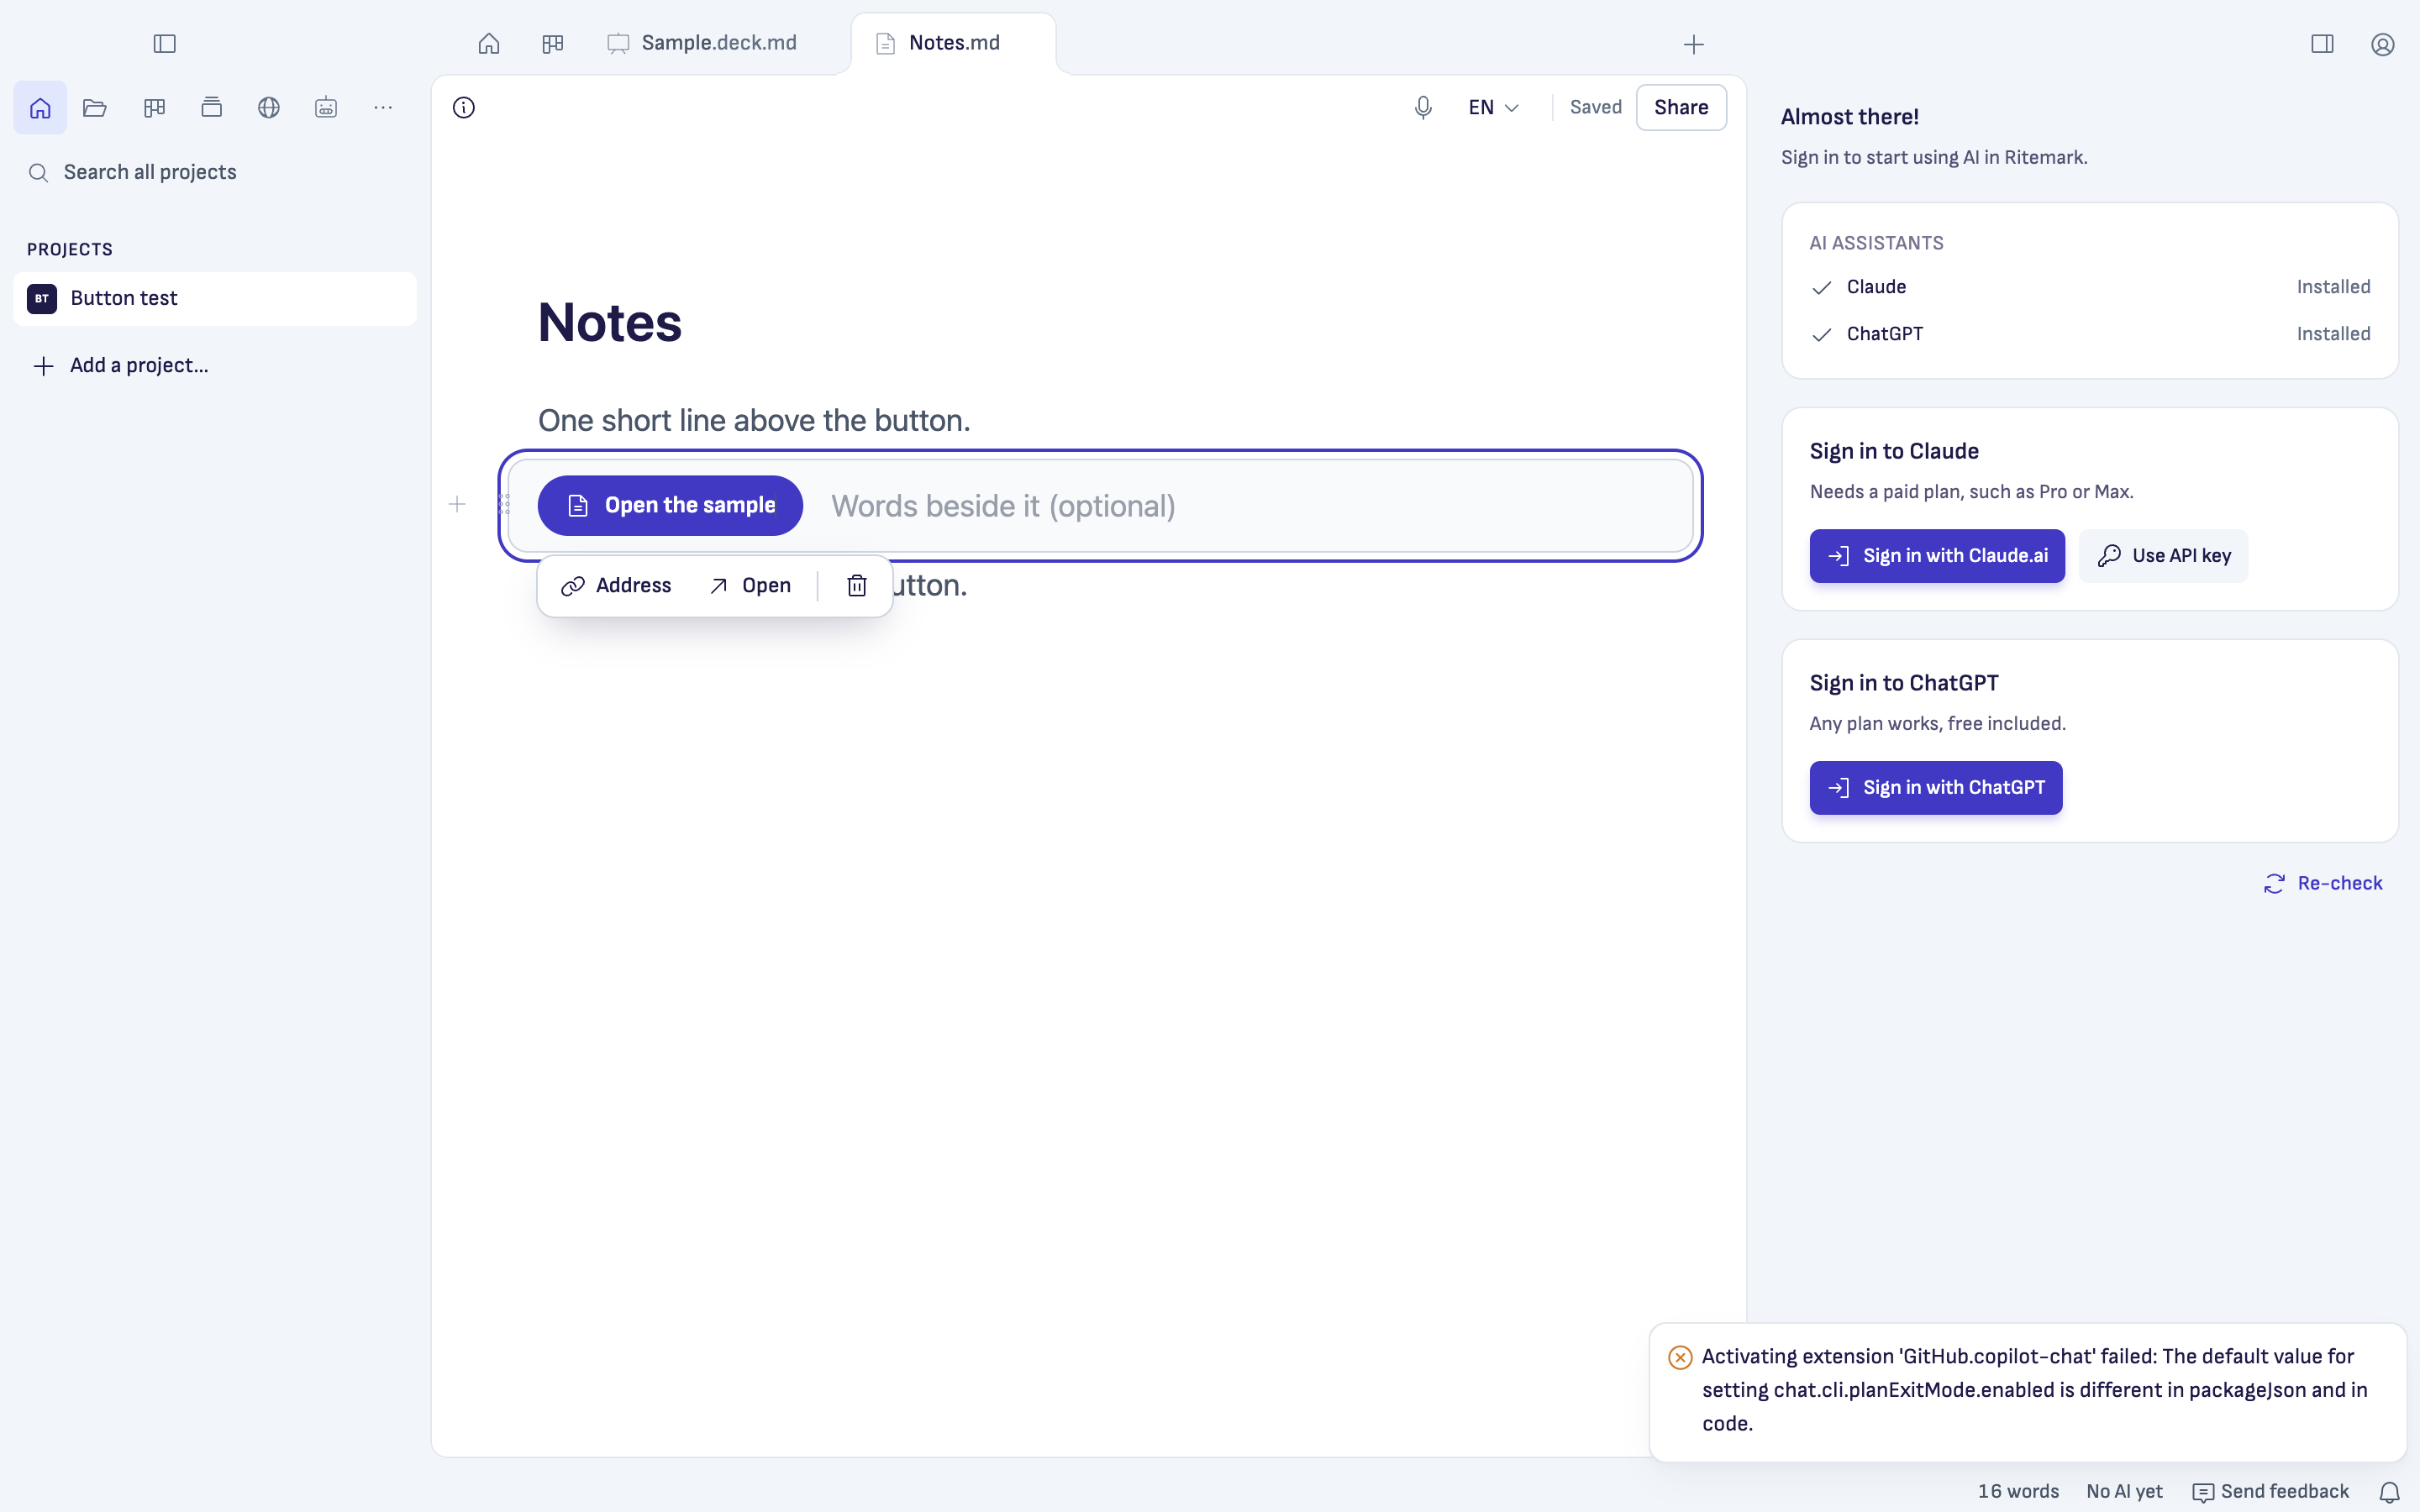 Sample.deck.md
Notes.md
Search all projects
PROJECTS
BT
Button test
Add a project...
EN
Saved
Share
Notes
One short line above the button.
Open the sample
Words beside it (optional)
Address
Open
utton.
Almost there!
Sign in to start using AI in Ritemark.
AI ASSISTANTS
Claude Installed
ChatGPT Installed
Sign in to Claude
Needs a paid plan, such as Pro or Max.
Sign in with Claude.ai
Use API key
Sign in to ChatGPT
Any plan works, free included.
Sign in with ChatGPT
Re-check
Activating extension 'GitHub.copilot-chat' failed: The default value for
setting chat.cli.planExitMode.enabled is different in packageJson and in
code.
16 words
No AI yet
Send feedback